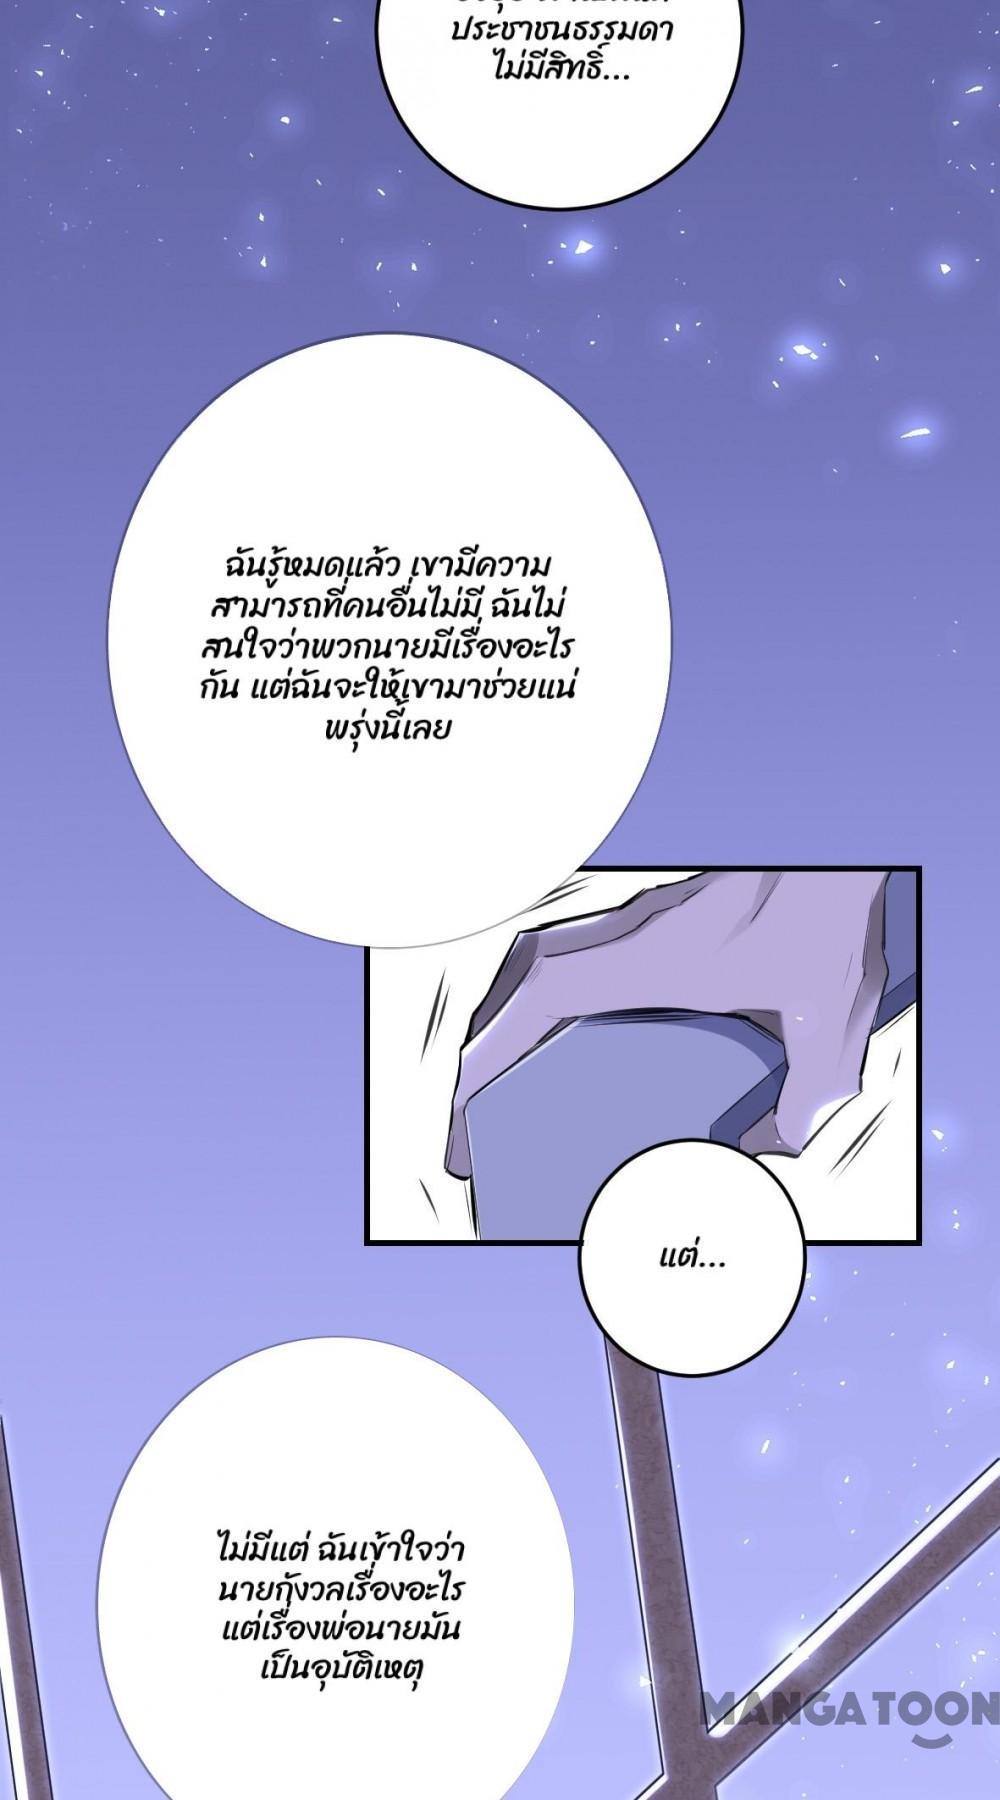 ประชาชนธรรมดา
ไม่มีสิทธิ์...
ฉันรู้หมดแล้ว เขามีความ
สามารถที่คนอื่นไม่มี ฉันไม่
สนใจว่าพวกนายมีเรื่องอะไร
กัน แต่ฉันจะให้เขามาช่วยแน่
พรุ่งนี้เลย
แต่...
ไม่มีแต่ ฉันเข้าใจว่า
นายกังวลเรื่องอะไร
แต่เรื่องพ่อนายมัน
เป็นอุบัติเหตุ
MANGATOON